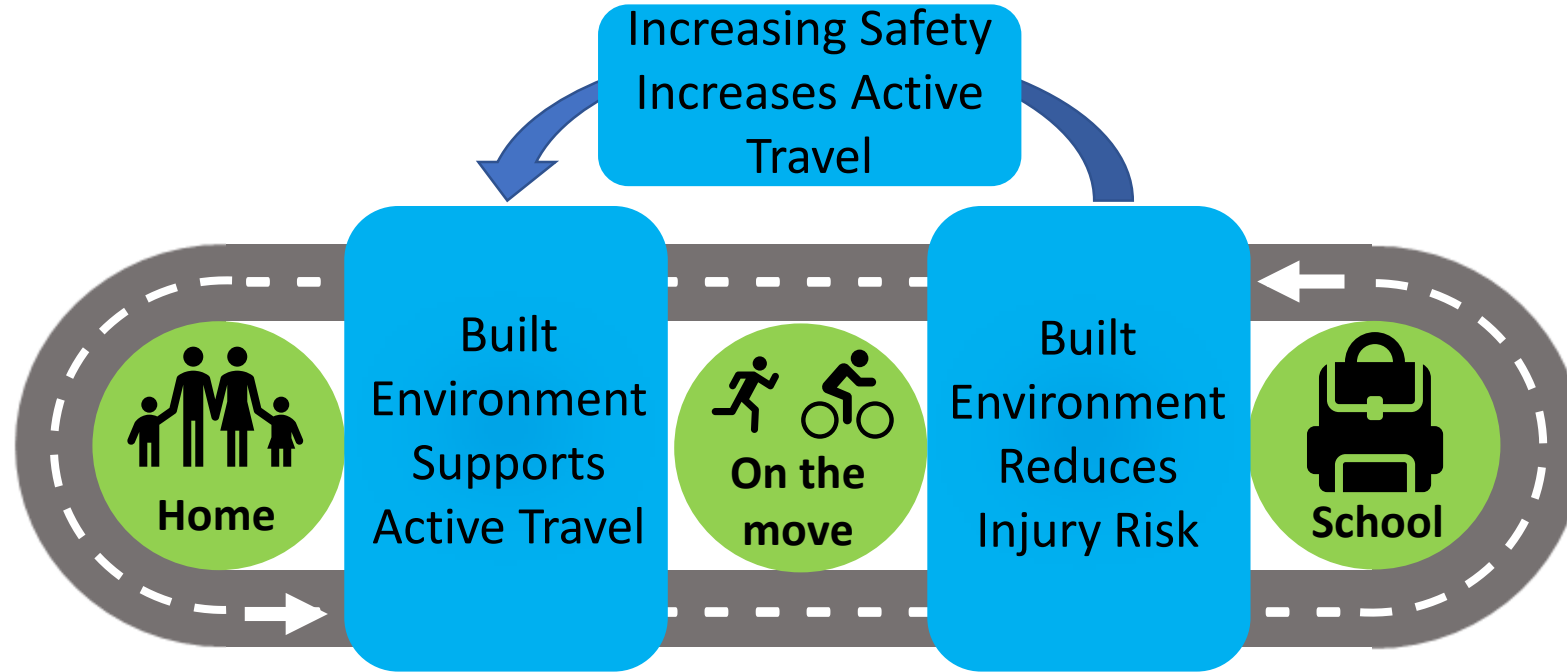 Increasing Safety
Increases Active
Travel
Home
Built
Environment
Supports
Active Travel
On the
move
Built
Environment
Reduces
Injury Risk
School